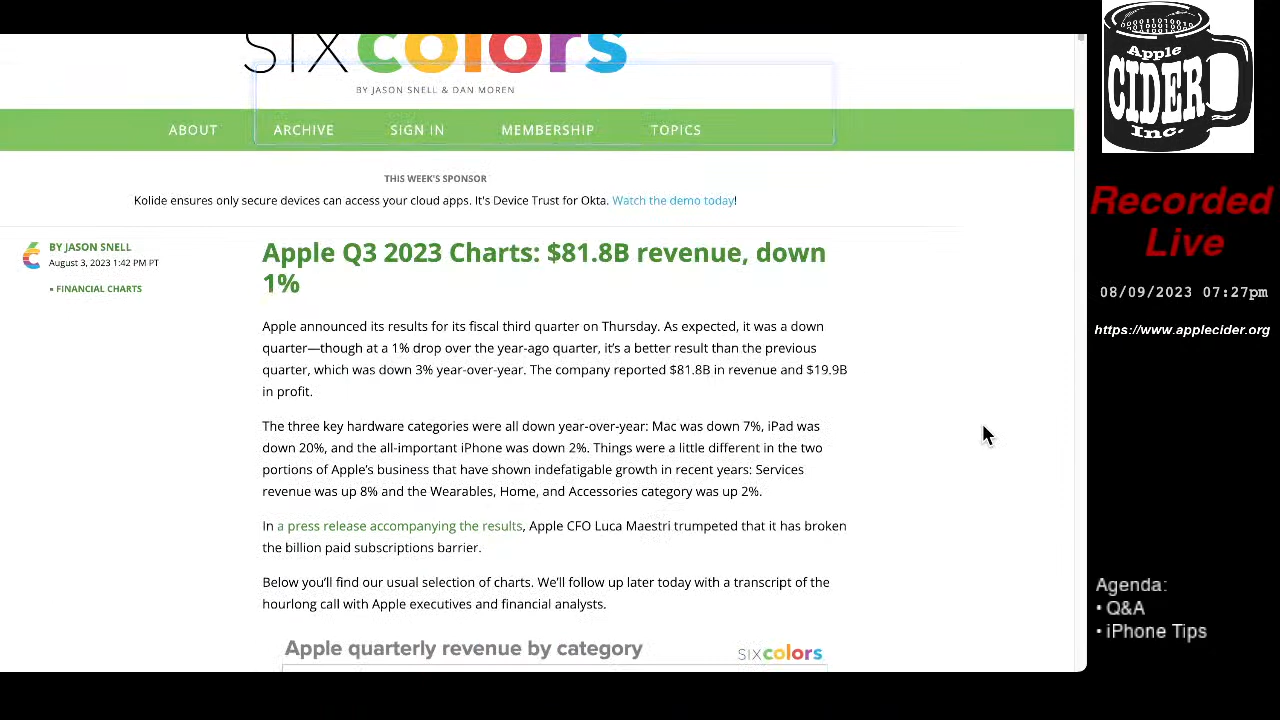 sixcolors
BY JASON SNELL & DAN MOREN
ABOUT ARCHIVE SIGN IN MEMBERSHIP TOPICS
THIS WEEK'S SPONSOR
Kolide ensures only secure devices can access your cloud apps. It's Device Trust for Okta. Watch the demo today!
BY JASON SNELL
August 3, 2023 1:42 PM PT
FINANCIAL CHARTS
Apple Q3 2023 Charts: $81.8B revenue, down
1%
Apple announced its results for its fiscal third quarter on Thursday. As expected, it was a down
quarter—though at a 1% drop over the year-ago quarter, it's a better result than the previous
quarter, which was down 3% year-over-year. The company reported $81.8B in revenue and $19.9B
in profit.
The three key hardware categories were all down year-over-year: Mac was down 7%, iPad was
down 20%, and the all-important iPhone was down 2%. Things were a little different in the two
portions of Apple's business that have shown indefatigable growth in recent years: Services
revenue was up 8% and the Wearables, Home, and Accessories category was up 2%.
In a press release accompanying the results, Apple CFO Luca Maestri trumpeted that it has broken
the billion paid subscriptions barrier.
Below you'll find our usual selection of charts. We'll follow up later today with a transcript of the
hourlong call with Apple executives and financial analysts.
Apple quarterly revenue by category
sixcolors
Apple
CIDER
Inc.
Recorded
Live
08/09/2023 07:27pm
https://www.applecider.org
Agenda:
• Q&A
• iPhone Tips